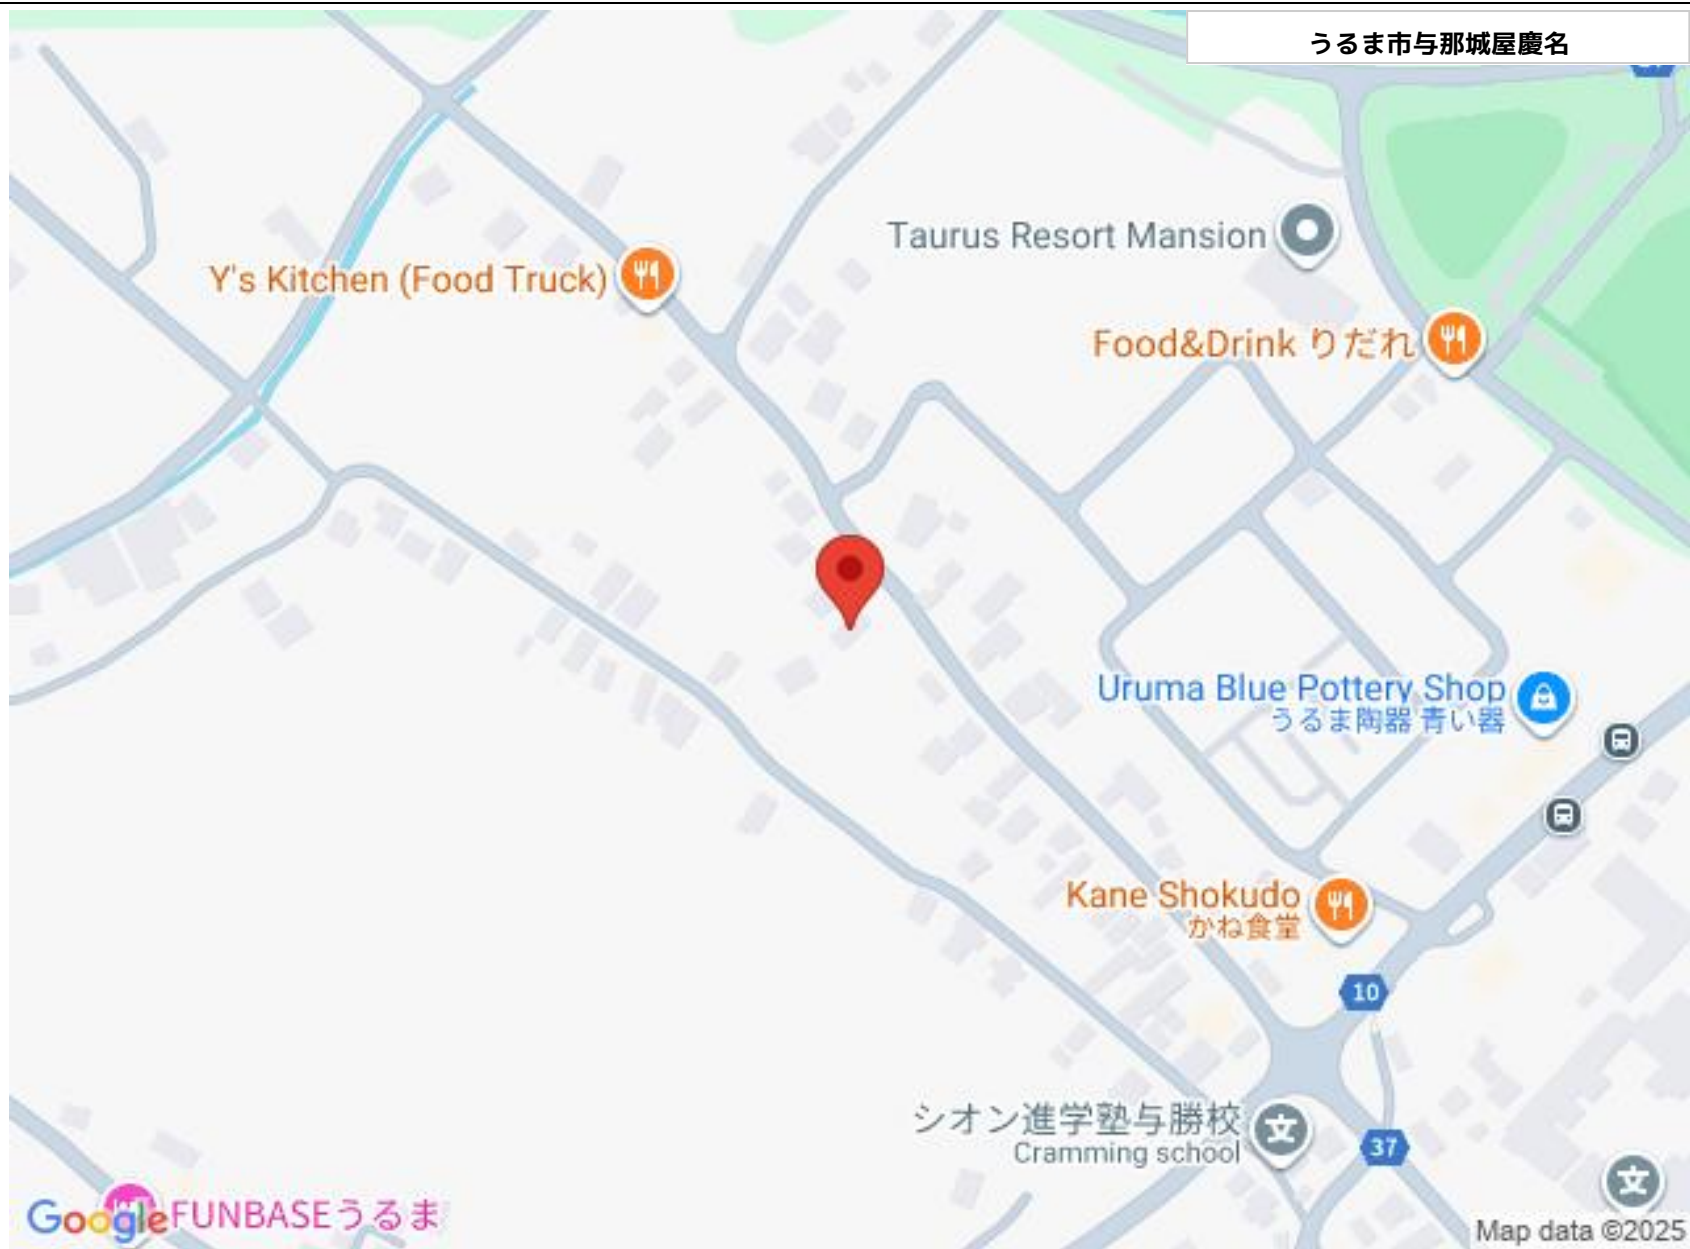 うるま市与那城屋慶名
Taurus Resort Mansion
Y's Kitchen (Food Truck)
Food&Drink りだれ
Uruma Blue Pottery Shop
うるま陶器 青い器
Kane Shokudo
かね食堂
10
シオン進学塾与勝校
Cramming school
37
文
文
Google
FUNBASEうるま
Map data ©2025